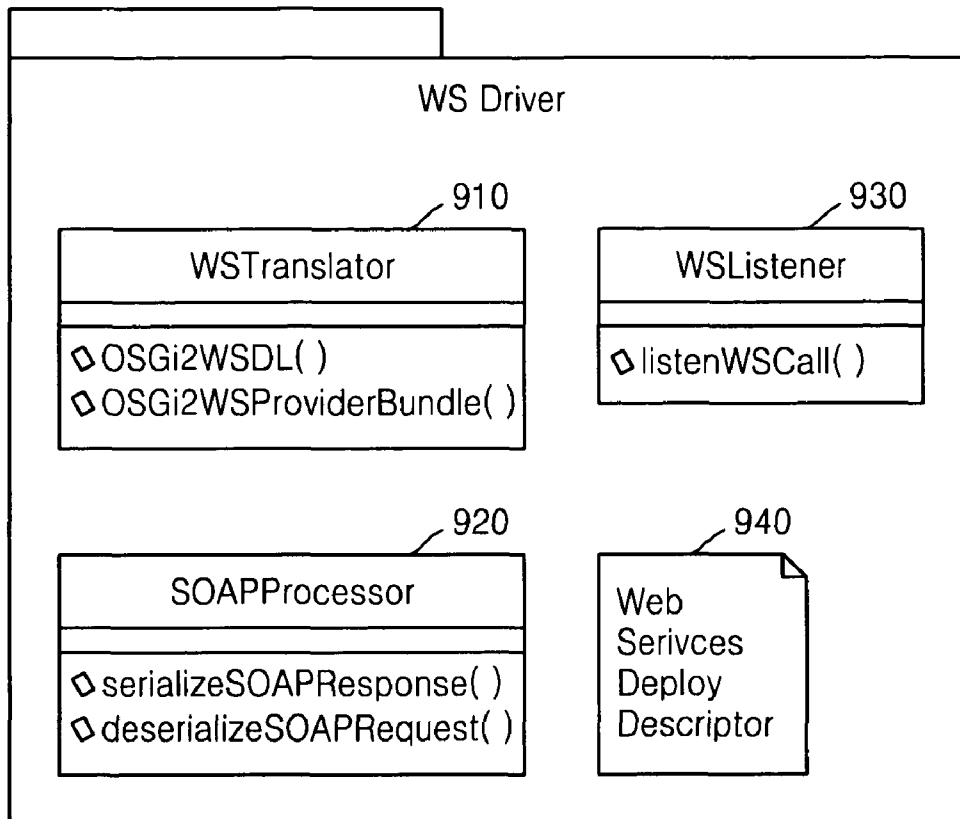 WS Driver
910
WSTranslator
OSGi2WSDL( )
OSGi2WSProviderBundle( )
930
WSListener
listenWSCall( )
920
SOAPProcessor
serializeSOAPResponse( )
deserializeSOAPRequest( )
940
Web
Serivces
Deploy
Descriptor